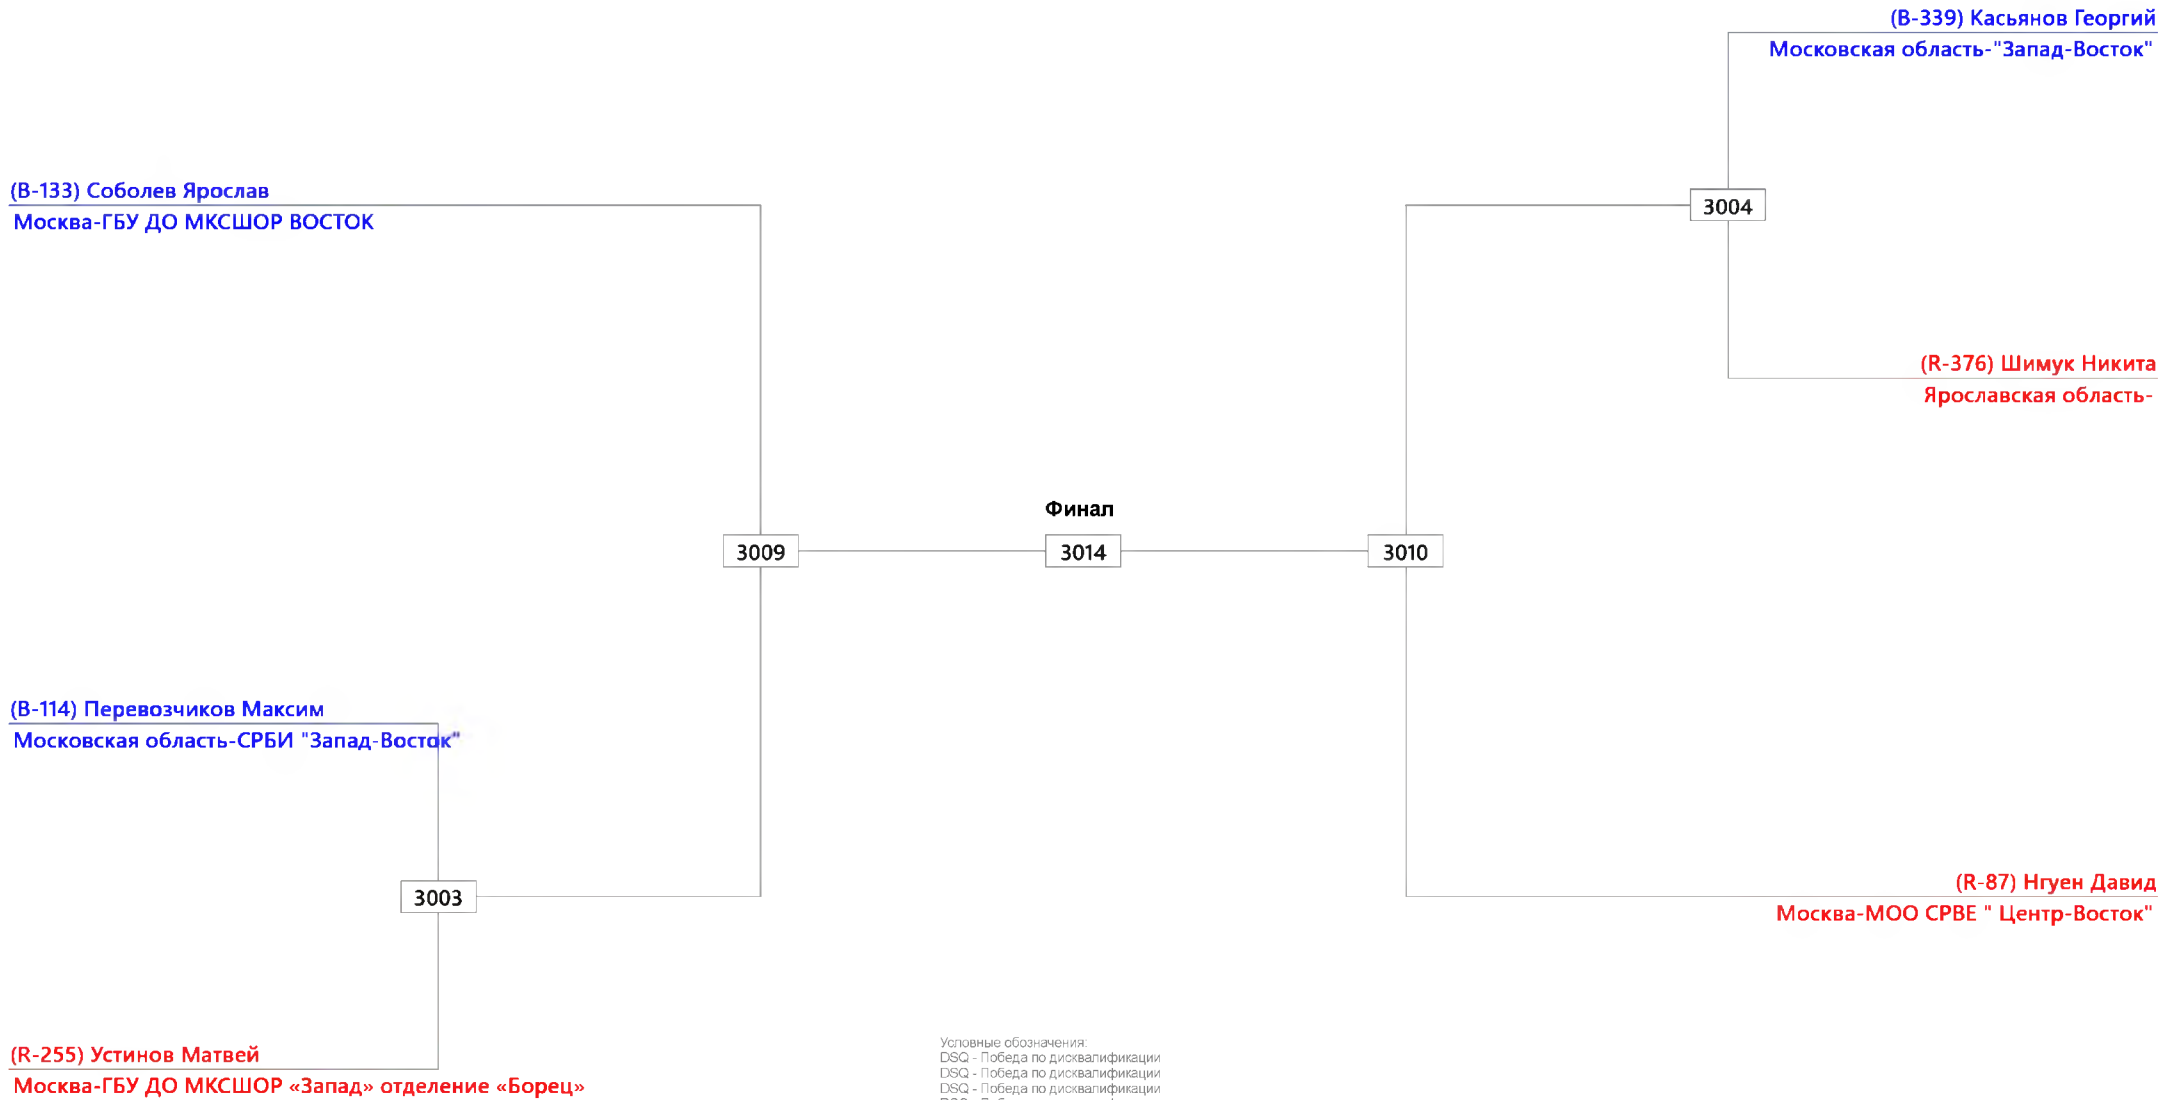 (B-339) Касьянов Георгий
Московская область-"Запад-Восток"
(B-133) Соболев Ярослав
Москва-ГБУ ДО МКСШОР ВОСТОК
3004
(R-376) Шимук Никита
Ярославская область-
Финал
3009
3014
3010
(B-114) Перевозчиков Максим
Московская область-СРБИ "Запад-Восток"
3003
(R-87) Нгуен Давид
Москва-МОО СРВЕ " Центр-Восток"
(R-255) Устинов Матвей
Москва-ГБУ ДО МКСШОР «Запад» отделение «Борец»
Условные обозначения:
DSQ - Победа по дисквалификации
DSQ - Победа по дисквалификации
DSQ - Победа по дисквалификации